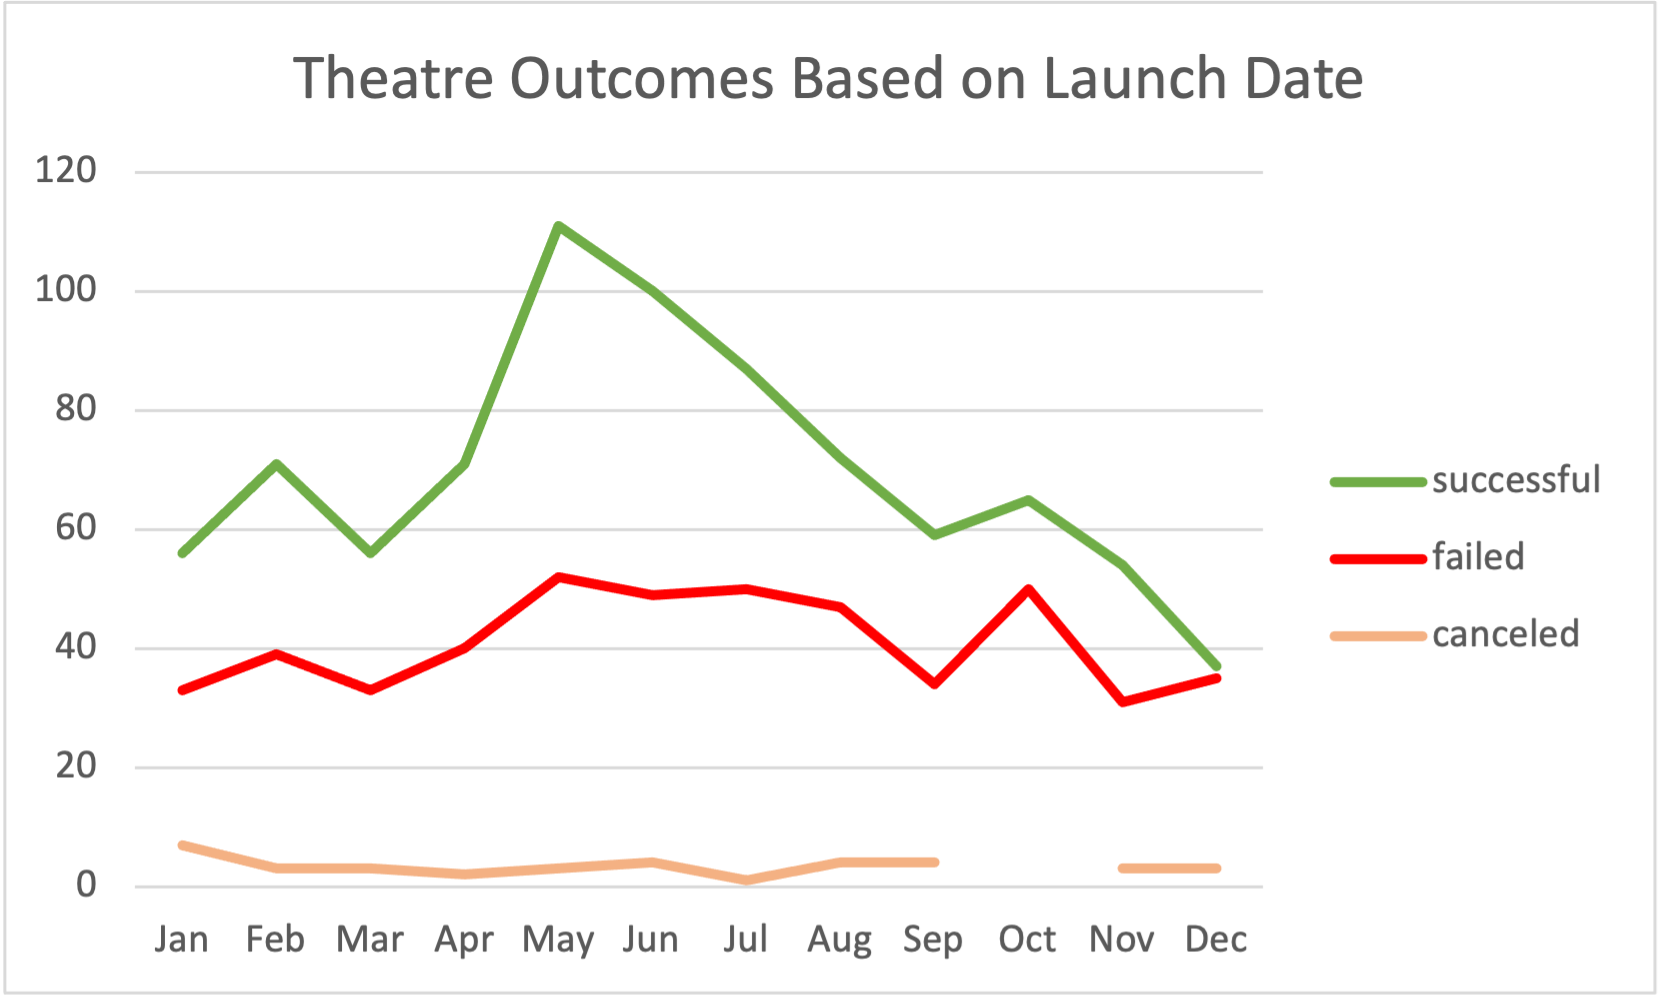 Theatre Outcomes Based on Launch Date
120
100
80
60
40
20
0
Jan Feb Mar Apr May Jun Jul Aug Sep Oct Nov Dec
successful
failed
canceled